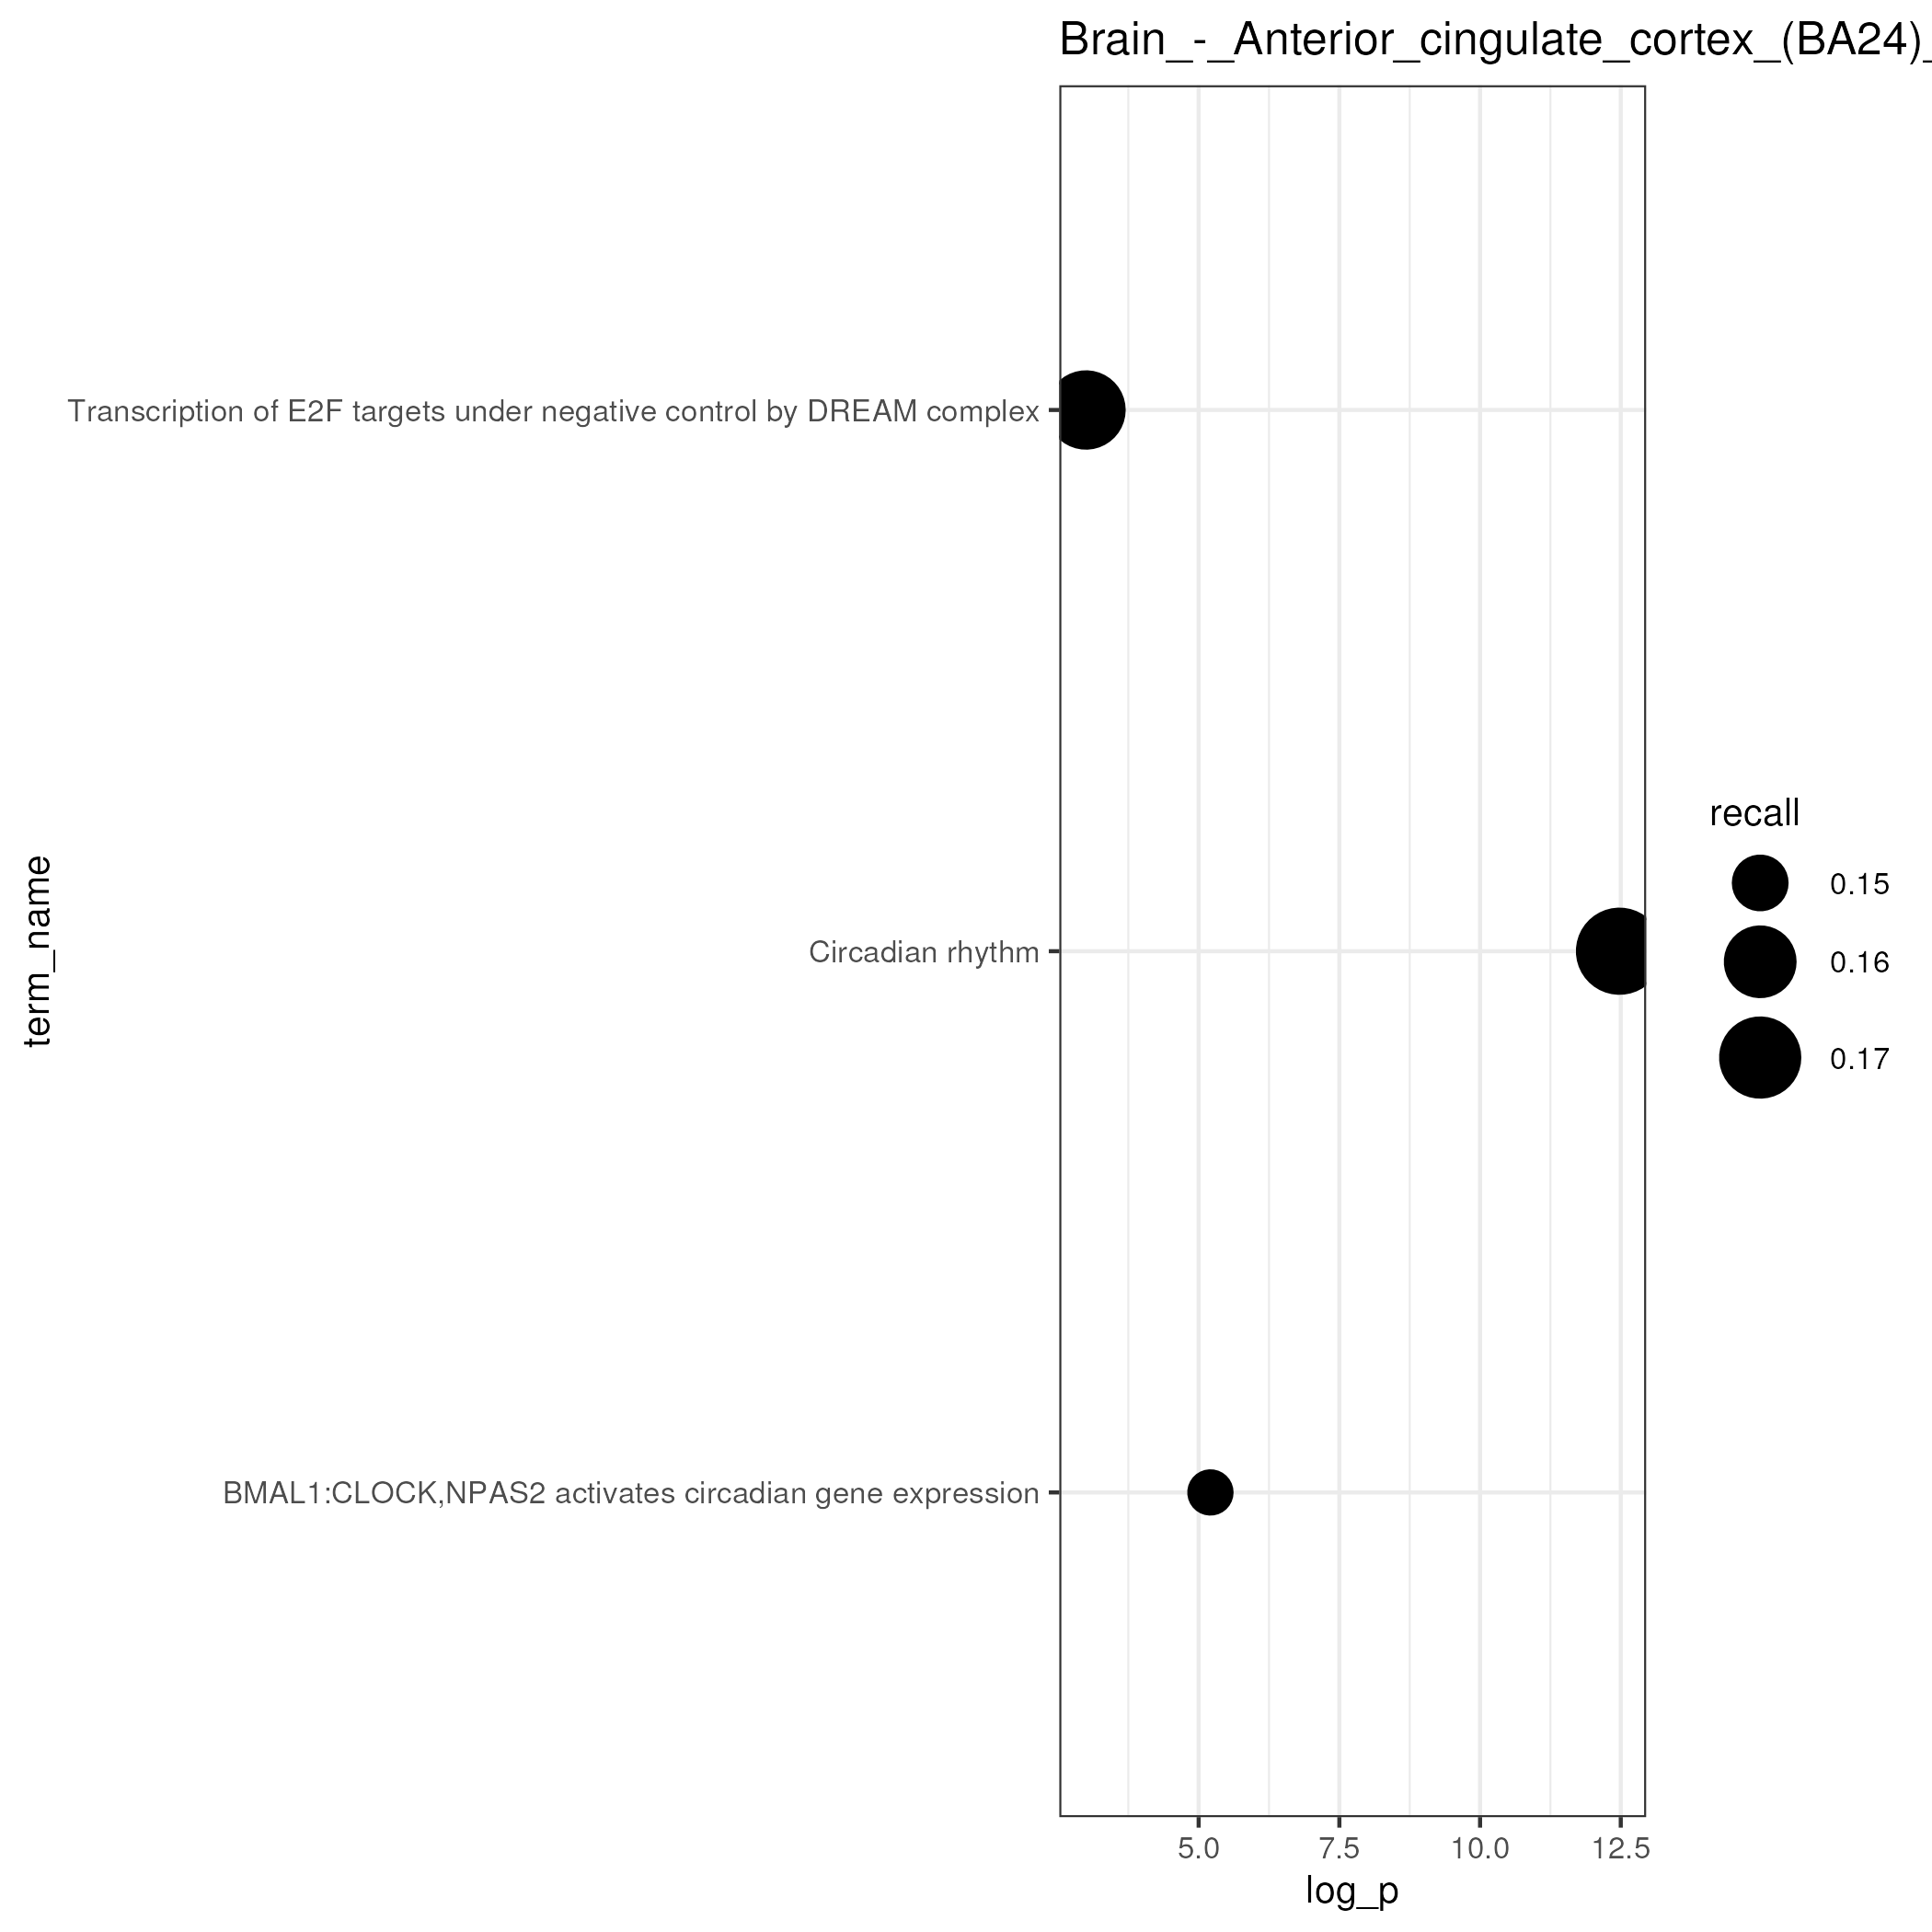 Brain_-_Anterior_cingulate_cortex_(BA24)_
Transcription of E2F targets under negative control by DREAM complex
Circadian rhythm
BMAL1:CLOCK,NPAS2 activates circadian gene expression
term_name
5.0 7.5 10.0 12.5
log_p
recall
0.15
0.16
0.17